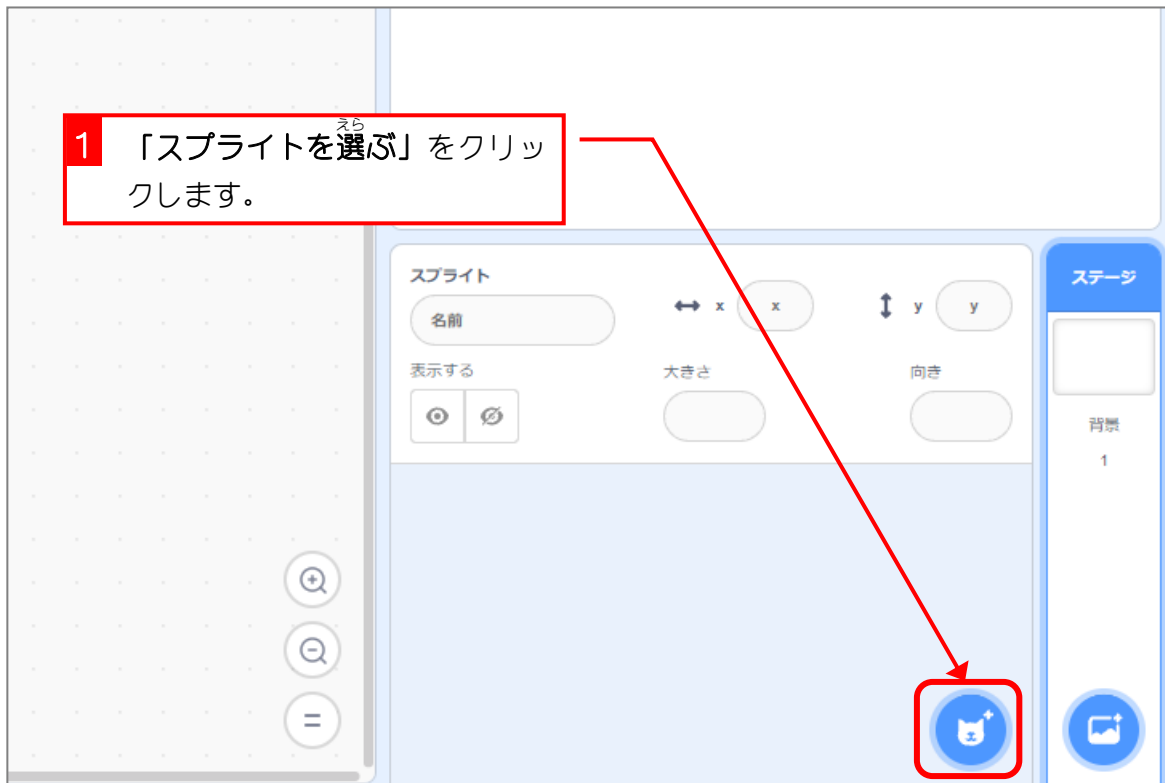 えら
1 「スプライトを選ぶ」をクリッ
クします。
スプライト
名前
x x
y y
表示する
大きさ
向き
ステージ
背景
1